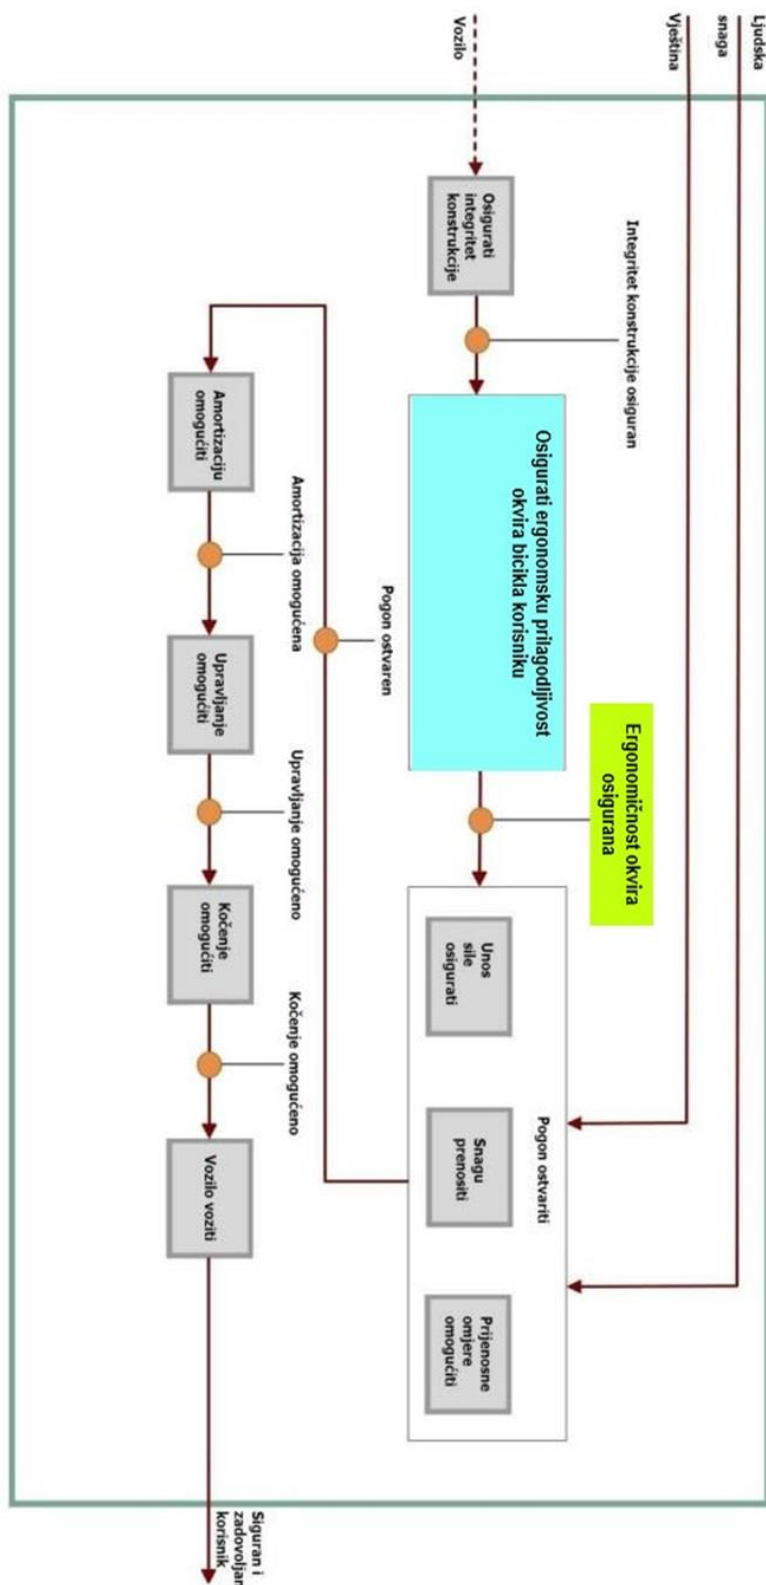 Ljudska
snaga
Vještina
Vozilo
Osigurati
integritet
konstrukcije
Integritet konstrukcije osiguran
Osigurati ergonomsku prilagodljivost
okvira bicikla korisniku
Ergonomičnost okvira
osigurana
Pogon ostvariti
Unos
sile
osigurati
Snagu
prenositi
Prijenosne
omjere
omogućiti
Pogon ostvaren
Amortizaciju
omogućiti
Amortizacija omogućena
Upravljanje
omogućiti
Upravljanje omogućeno
Kočenje
omogućiti
Kočenje omogućeno
Vozilo voziti
Siguran i
zadovoljan
korisnik